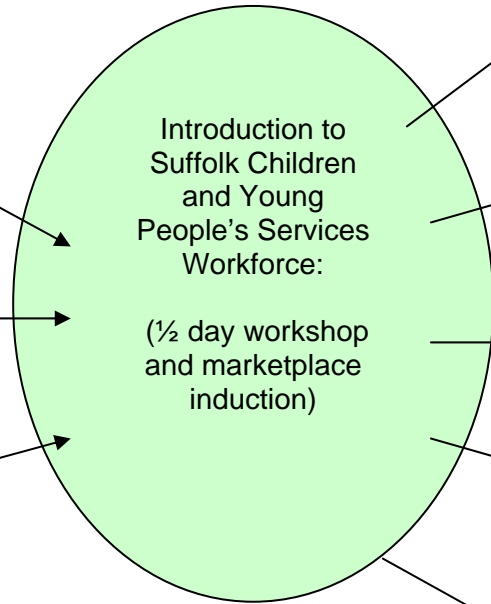 Introduction to
Suffolk Children
and Young
People’s Services
Workforce:
(½ day workshop
and marketplace
induction)